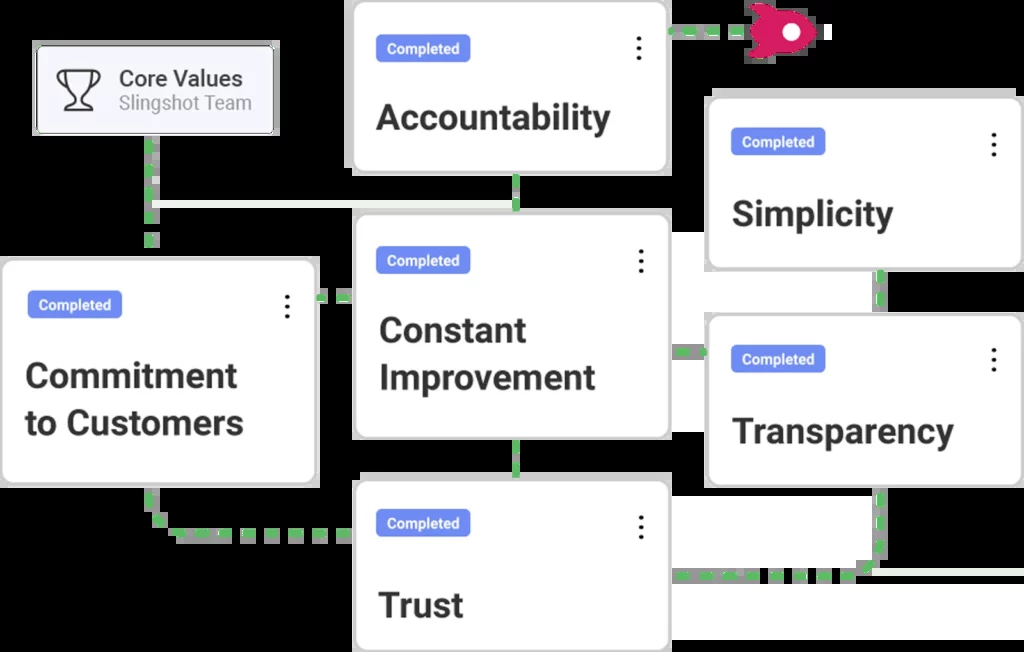 Core Values
Slingshot Team
Completed
Accountability
Completed
Simplicity
Completed
Commitment
to Customers
Completed
Constant
Improvement
Completed
Transparency
Completed
Trust